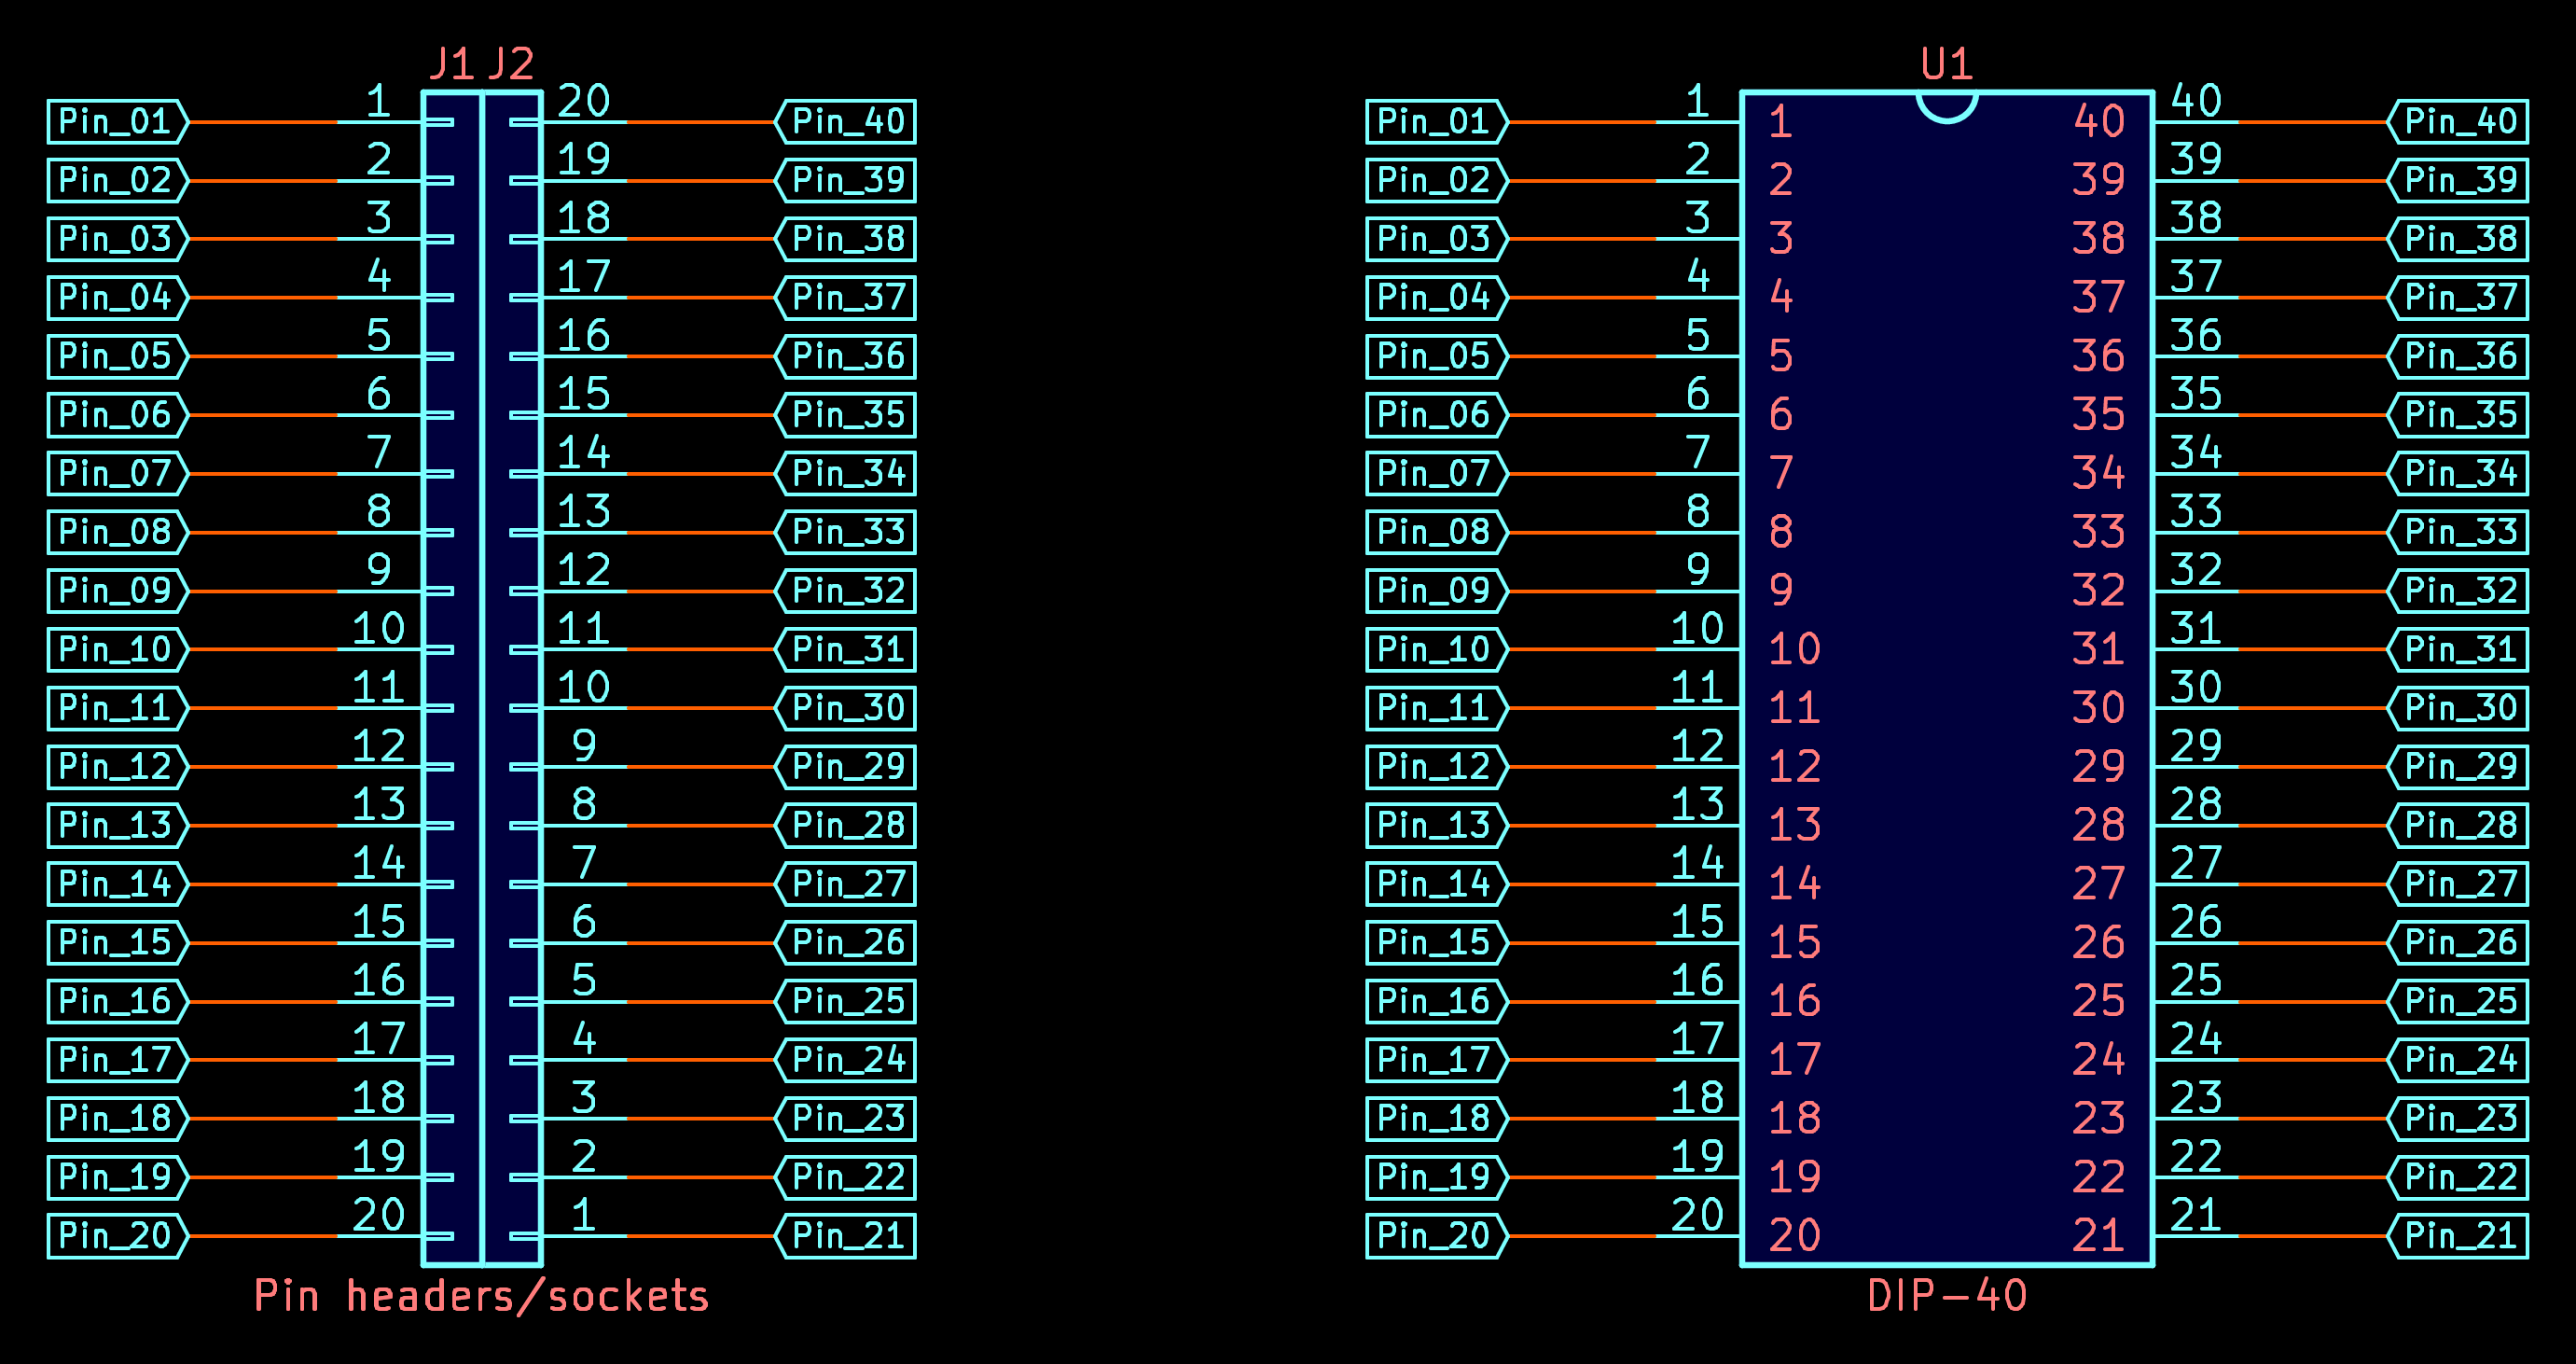 J1 J2 U1
Pin_01 1 20 Pin_40 Pin_01 1 1 40 40 Pin_40
Pin_02 2 19 Pin_39 Pin_02 2 2 39 39 Pin_39
Pin_03 3 18 Pin_38 Pin_03 3 3 38 38 Pin_38
Pin_04 4 17 Pin_37 Pin_04 4 4 37 37 Pin_37
Pin_05 5 16 Pin_36 Pin_05 5 5 36 36 Pin_36
Pin_06 6 15 Pin_35 Pin_06 6 6 35 35 Pin_35
Pin_07 7 14 Pin_34 Pin_07 7 7 34 34 Pin_34
Pin_08 8 13 Pin_33 Pin_08 8 8 33 33 Pin_33
Pin_09 9 12 Pin_32 Pin_09 9 9 32 32 Pin_32
Pin_10 10 11 Pin_31 Pin_10 10 10 31 31 Pin_31
Pin_11 11 10 Pin_30 Pin_11 11 11 30 30 Pin_30
Pin_12 12 9 Pin_29 Pin_12 12 12 29 29 Pin_29
Pin_13 13 8 Pin_28 Pin_13 13 13 28 28 Pin_28
Pin_14 14 7 Pin_27 Pin_14 14 14 27 27 Pin_27
Pin_15 15 6 Pin_26 Pin_15 15 15 26 26 Pin_26
Pin_16 16 5 Pin_25 Pin_16 16 16 25 25 Pin_25
Pin_17 17 4 Pin_24 Pin_17 17 17 24 24 Pin_24
Pin_18 18 3 Pin_23 Pin_18 18 18 23 23 Pin_23
Pin_19 19 2 Pin_22 Pin_19 19 19 22 22 Pin_22
Pin_20 20 1 Pin_21 Pin_20 20 20 21 21 Pin_21
Pin headers/sockets DIP-40